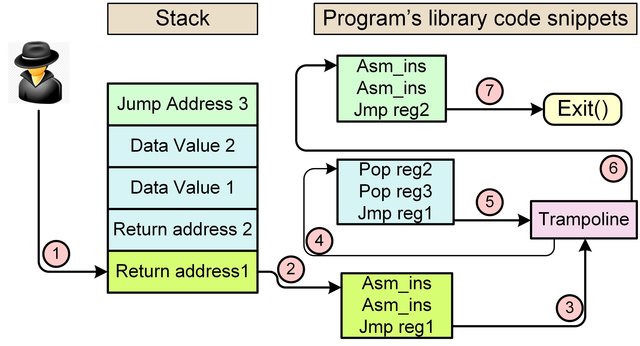 Stack
Program's library code snippets
Jump Address 3
Data Value 2
Data Value 1
Return address 2
Return address1
Asm_ins
Asm_ins
Jmp reg2
7
Exit()
Pop reg2
Pop reg3
Jmp reg1
5
6
Trampoline
4
1
2
Asm_ins
Asm_ins
Jmp reg1
3